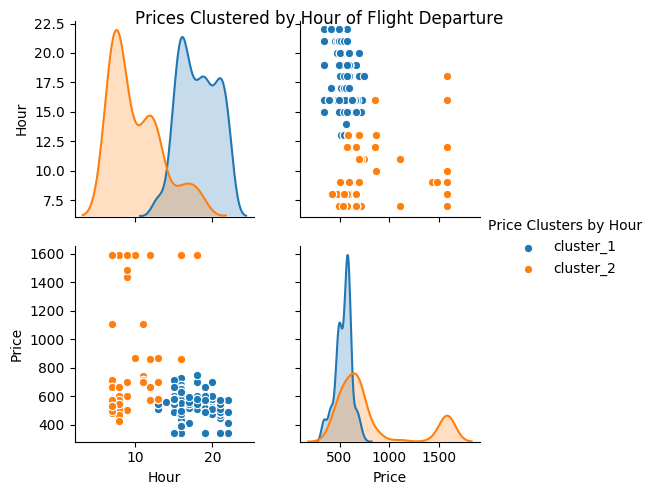 Prices Clustered by Hour of Flight Departure
22.5
20.0
17.5
15.0
12.5
10.0
7.5
Hour
Price Clusters by Hour
cluster_1
cluster_2
1600
1400
1200
1000
800
600
400
Price
10 20
Hour
500 1000 1500
Price